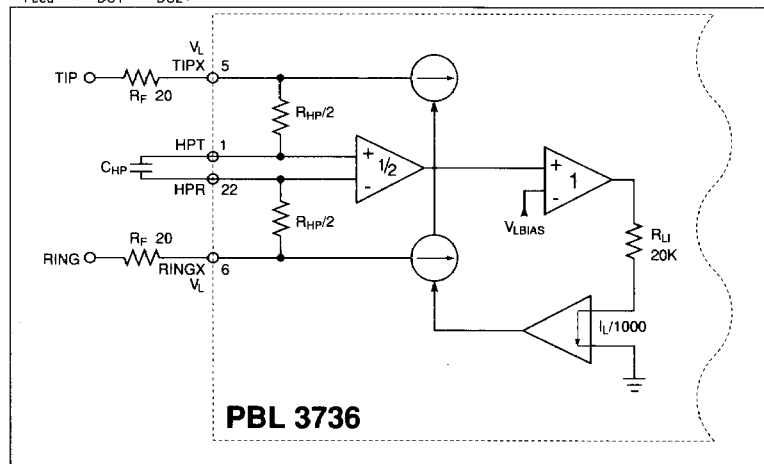 V_L
TIPX 5
TIP
R_F 20
R_HP/2
HPT 1
C_HP
+
1/2
-
HPR 22
+
1
-
V_LBIAS
R_HP/2
R_LI
20K
R_F 20
RING
RINGX 6
V_L
I_L/1000
PBL 3736